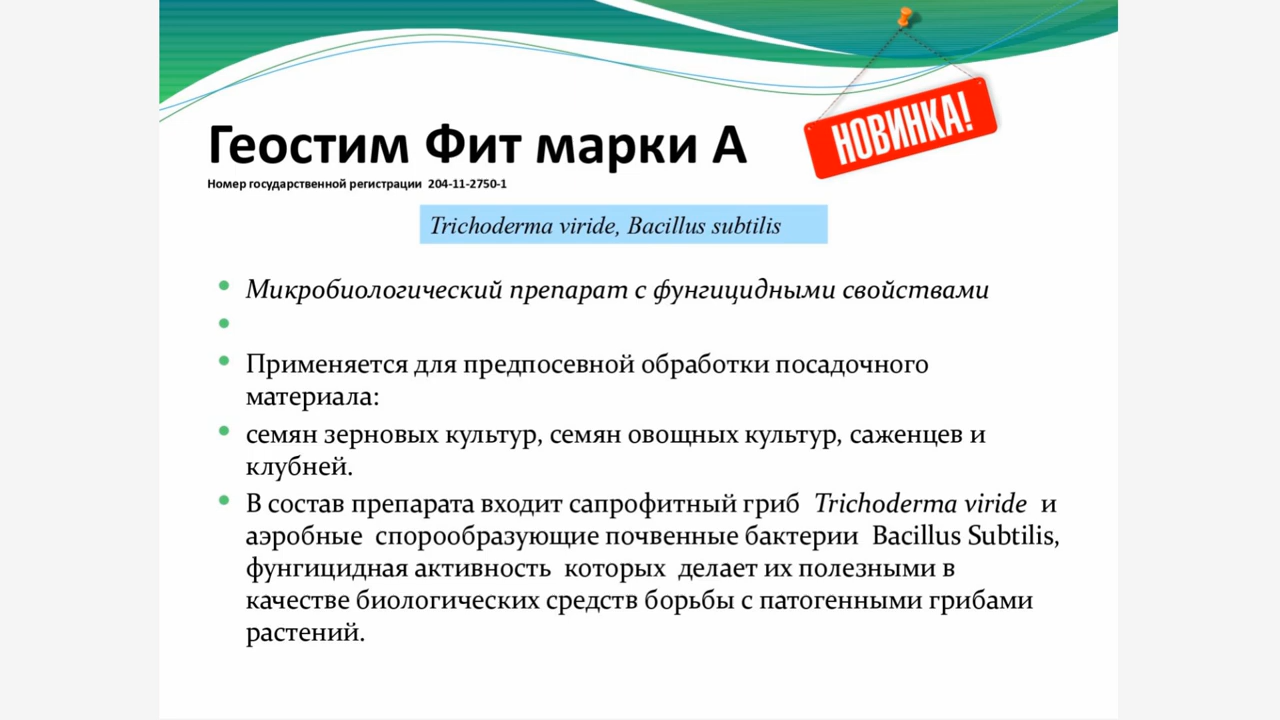 НОВИНКА!
Геостим Фит марки А
Номер государственной регистрации 204-11-2750-1
Trichoderma viride, Bacillus subtilis
Микробиологический препарат с фунгицидными свойствами
Применяется для предпосевной обработки посадочного
материала:
семян зерновых культур, семян овощных культур, саженцев и
клубней.
В состав препарата входит сапрофитный гриб Trichoderma viride и
аэробные спорообразующие почвенные бактерии Bacillus Subtilis,
фунгицидная активность которых делает их полезными в
качестве биологических средств борьбы с патогенными грибами
растений.